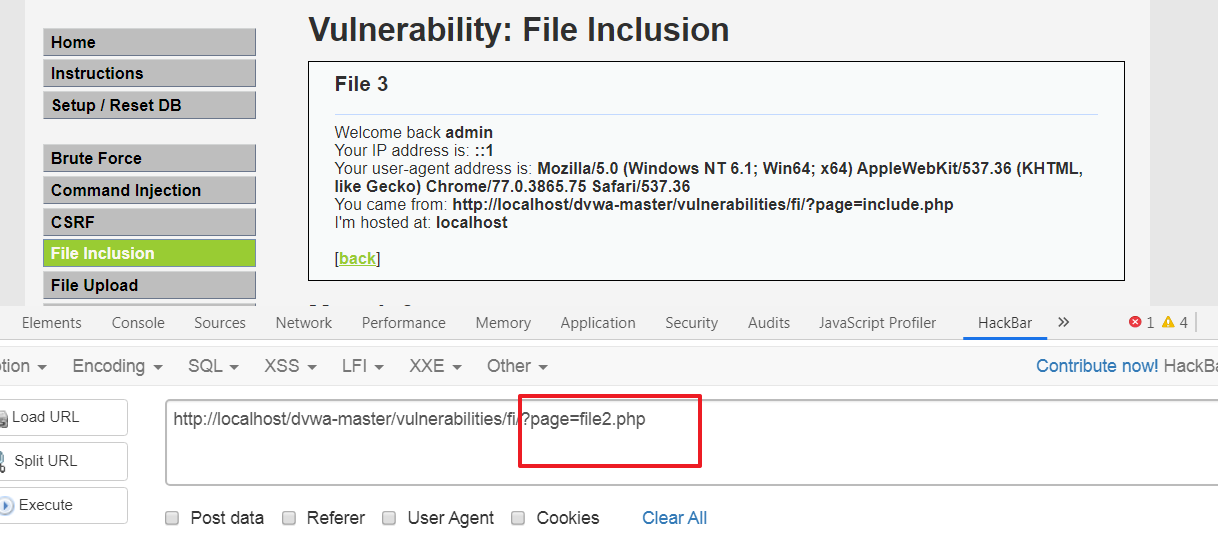 Vulnerability: File Inclusion
Home
Instructions
Setup / Reset DB
Brute Force
Command Injection
CSRF
File Inclusion
File Upload
File 3
Welcome back admin
Your IP address is: ::1
Your user-agent address is: Mozilla/5.0 (Windows NT 6.1; Win64; x64) AppleWebKit/537.36 (KHTML,
like Gecko) Chrome/77.0.3865.75 Safari/537.36
You came from: http://localhost/dvwa-master/vulnerabilities/fi/?page=include.php
I'm hosted at: localhost
[back]
Elements Console Sources Network Performance Memory Application Security Audits JavaScript Profiler HackBar 1 4
Encoding SQL XSS LFI XXE Other Contribute now! HackBa
Load URL
Split URL
Execute
http://localhost/dvwa-master/vulnerabilities/fi/?page=file2.php
Post data Referer User Agent Cookies Clear All